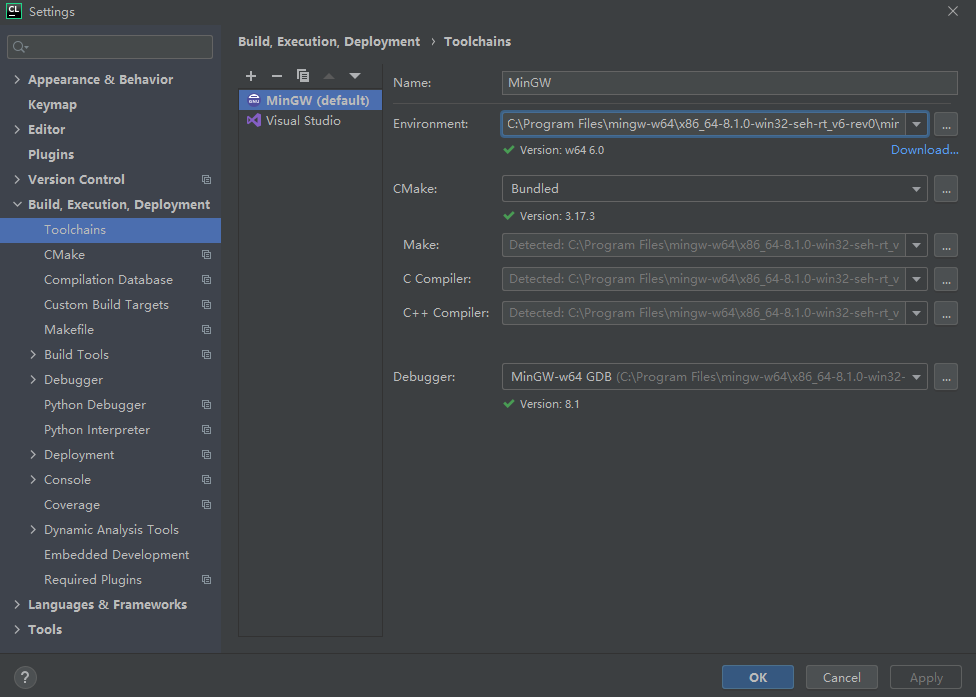 CL Settings
Build, Execution, Deployment › Toolchains
Appearance & Behavior
Keymap
Editor
Plugins
Version Control
Build, Execution, Deployment
Toolchains
CMake
Compilation Database
Custom Build Targets
Makefile
Build Tools
Debugger
Python Debugger
Python Interpreter
Deployment
Console
Coverage
Dynamic Analysis Tools
Embedded Development
Required Plugins
Languages & Frameworks
Tools
MinGW (default)
Visual Studio
Name: MinGW
Environment: C:\Program Files\mingw-w64\x86_64-8.1.0-win32-seh-rt_v6-rev0\mir
Version: w64 6.0 Download...
CMake: Bundled ...
Version: 3.17.3
Make: Detected: C:\Program Files\mingw-w64\x86_64-8.1.0-win32-seh-rt_v ...
C Compiler: Detected: C:\Program Files\mingw-w64\x86_64-8.1.0-win32-seh-rt_v ...
C++ Compiler: Detected: C:\Program Files\mingw-w64\x86_64-8.1.0-win32-seh-rt_v ...
Debugger: MinGW-w64 GDB (C:\Program Files\mingw-w64\x86_64-8.1.0-win32- ...
Version: 8.1
? OK Cancel Apply